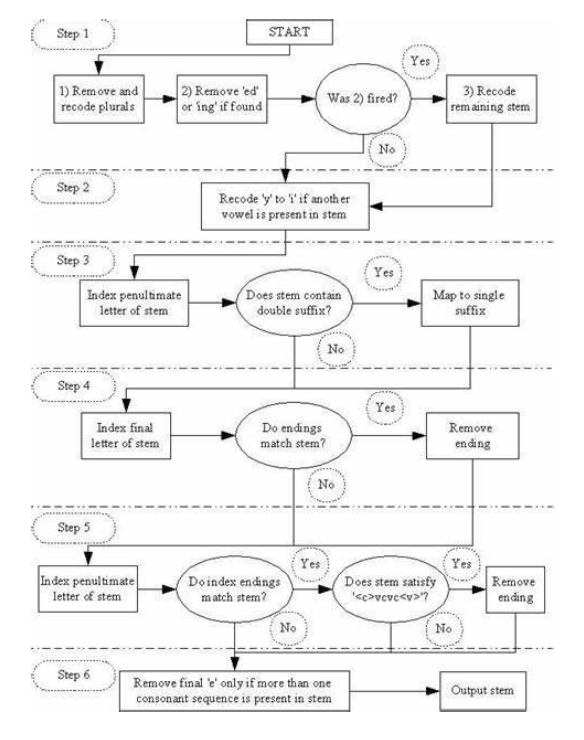 Step 1
START
Yes
1) Remove and
recode plurals
2) Remove 'ed'
or 'ing' if found
Was 2) fired?
3) Recode
remaining stem
No
Step 2
Recode 'y' to 'i' if another
vowel is present in stem
Step 3
Index penultimate
letter of stem
Does stem contain
double suffix?
Yes
Map to single
suffix
No
Step 4
Index final
letter of stem
Do endings
match stem?
Yes
Remove
ending
No
Step 5
Index penultimate
letter of stem
Do index endings
match stem?
Yes
Does stem satisfy
'<c>vcvc<v>'?
Yes
Remove
ending
No
No
Step 6
Remove final 'e' only if more than one
consonant sequence is present in stem
Output stem